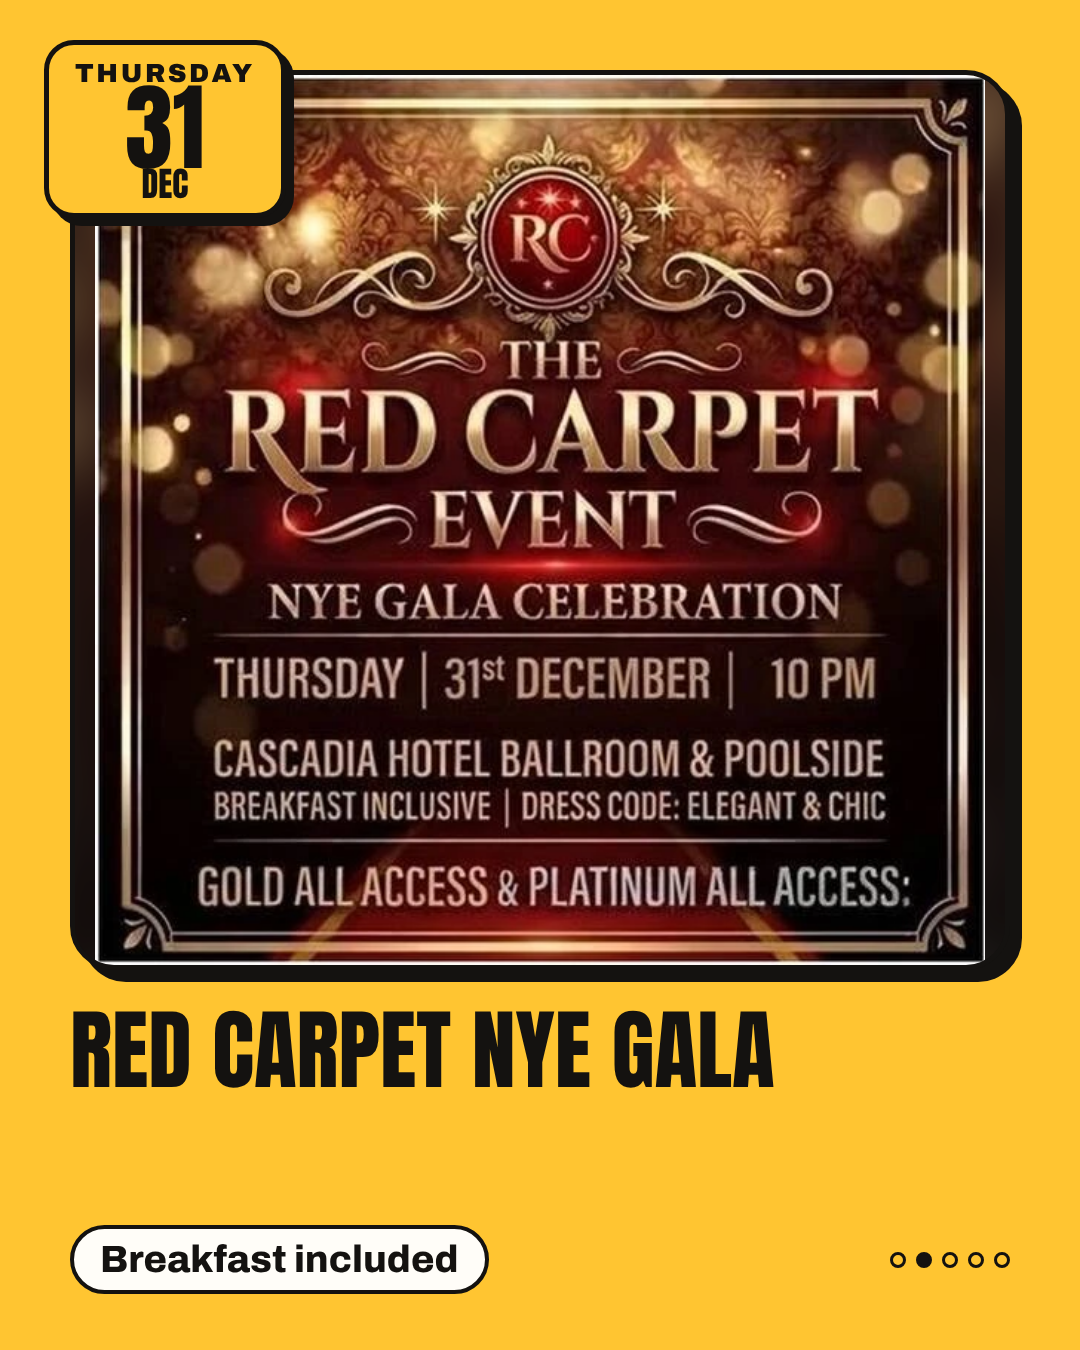 THURSDAY
31
DEC
RC
THE
RED CARPET
EVENT
NYE GALA CELEBRATION
THURSDAY | 31st DECEMBER | 10 PM
CASCADIA HOTEL BALLROOM & POOLSIDE
BREAKFAST INCLUSIVE | DRESS CODE: ELEGANT & CHIC
GOLD ALL ACCESS & PLATINUM ALL ACCESS:
RED CARPET NYE GALA
Breakfast included